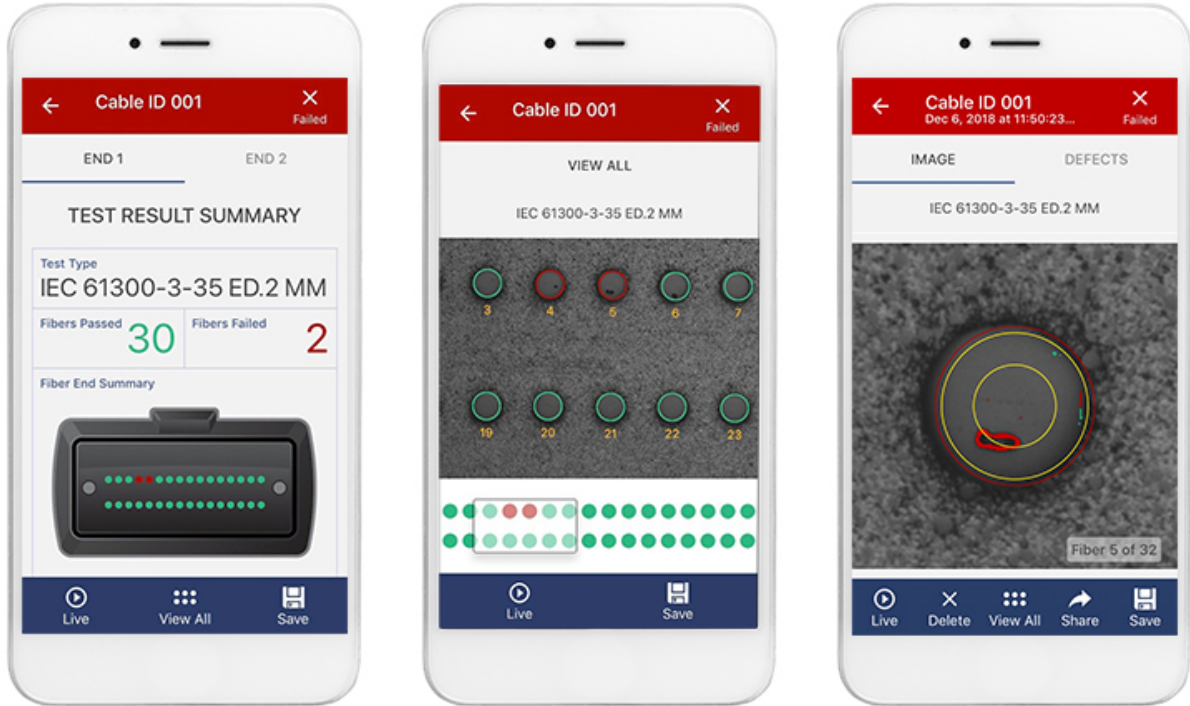 Cable ID 001
Failed
END 1
END 2
TEST RESULT SUMMARY
Test Type
IEC 61300-3-35 ED.2 MM
Fibers Passed 30
Fibers Failed 2
Fiber End Summary
Live
View All
Save
Cable ID 001
Failed
VIEW ALL
IEC 61300-3-35 ED.2 MM
3 4 5 6 7
19 20 21 22 23
Live
Save
Cable ID 001
Dec 6, 2018 at 11:50:23...
Failed
IMAGE
DEFECTS
IEC 61300-3-35 ED.2 MM
Fiber 5 of 32
Live
Delete
View All
Share
Save